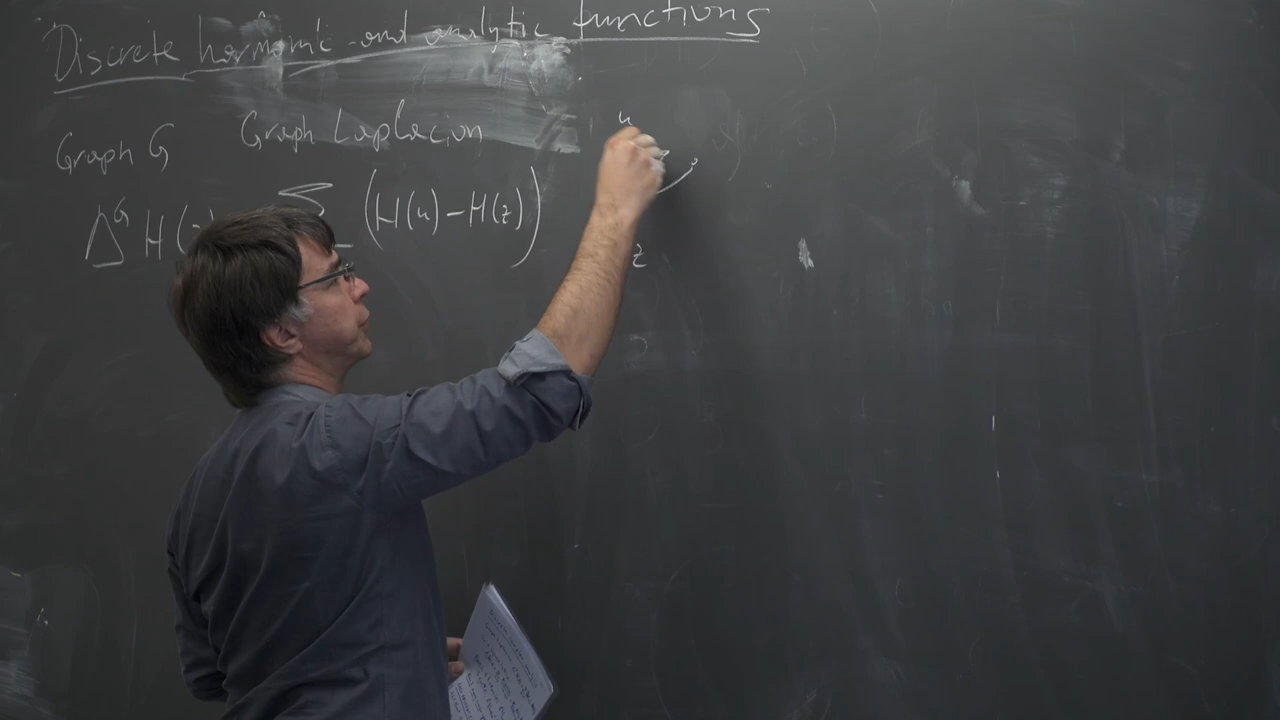 Discrete harmonic and analytic functions
Graph G Graph Laplacian
Δ^G H( Σ (H(u) - H(z))
u
z